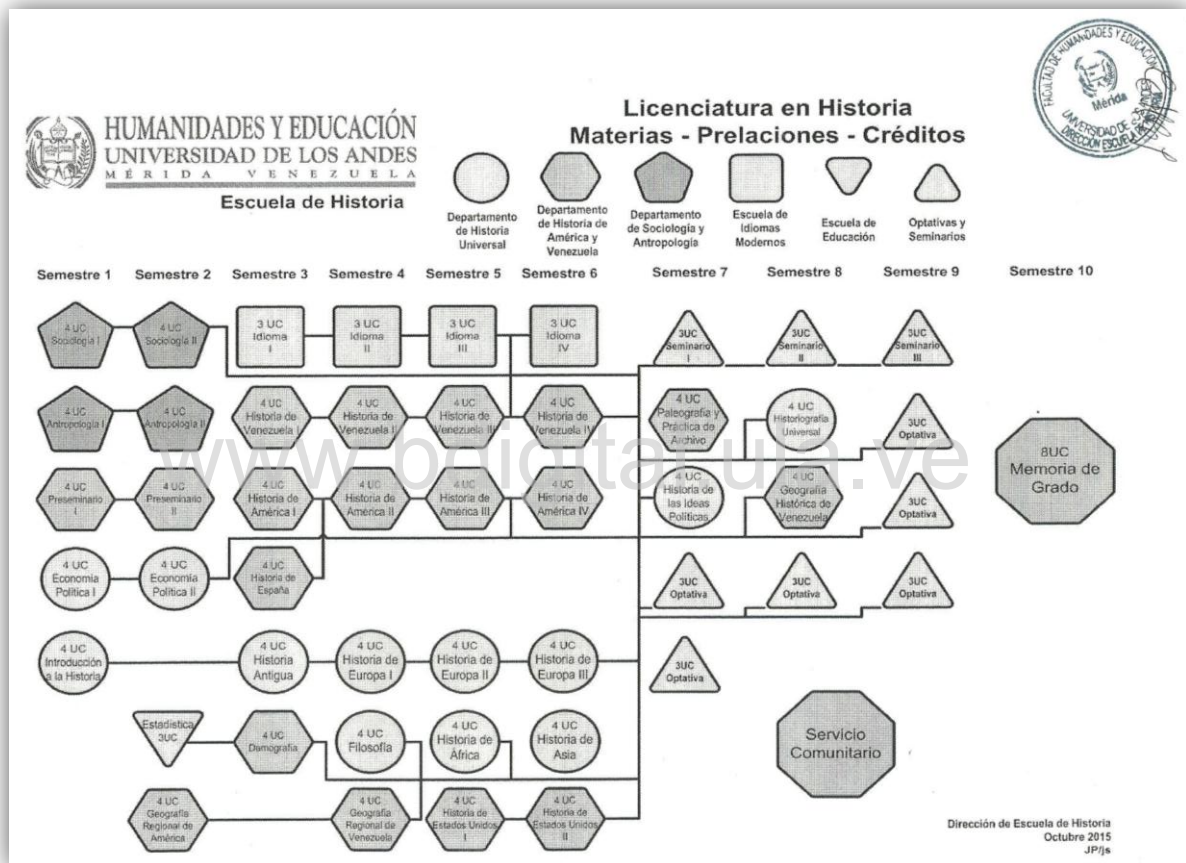 HUMANIDADES Y EDUCACIÓN
UNIVERSIDAD DE LOS ANDES
MÉRIDA VENEZUELA
Escuela de Historia
Licenciatura en Historia
Materias - Prelaciones - Créditos
FACULTAD DE HUMANIDADES Y EDUCACIÓN
Mérida
UNIVERSIDAD DE LOS ANDES
DIRECCIÓN ESCUELA DE HISTORIA
Departamento
de Historia
Universal
Departamento
de Historia de
América y
Venezuela
Departamento
de Sociología y
Antropología
Escuela de
Idiomas
Modernos
Escuela de
Educación
Optativas y
Seminarios
Semestre 1 Semestre 2 Semestre 3 Semestre 4 Semestre 5 Semestre 6 Semestre 7 Semestre 8 Semestre 9 Semestre 10
4 UC
Sociología I
4 UC
Sociología II
3 UC
Idioma
I
3 UC
Idioma
II
3 UC
Idioma
III
3 UC
Idioma
IV
3UC
Seminario
I
3UC
Seminario
II
3UC
Seminario
III
4 UC
Antropología I
4 UC
Antropología II
4 UC
Historia de
Venezuela I
4 UC
Historia de
Venezuela II
4 UC
Historia de
Venezuela III
4 UC
Historia de
Venezuela IV
4 UC
Paleografía y
Práctica de
Archivo
4 UC
Historiografía
Universal
3UC
Optativa
8UC
Memoria de
Grado
www.bdigital.ula.ve
4 UC
Preseminario
I
4 UC
Preseminario
II
4 UC
Historia de
América I
4 UC
Historia de
América II
4 UC
Historia de
América III
4 UC
Historia de
América IV
4 UC
Historia de
las Ideas
Políticas
4 UC
Geografía
Histórica de
Venezuela
3UC
Optativa
4 UC
Economía
Política I
4 UC
Economía
Política II
4 UC
Historia de
España
3UC
Optativa
3UC
Optativa
3UC
Optativa
4 UC
Introducción
a la Historia
4 UC
Historia
Antigua
4 UC
Historia de
Europa I
4 UC
Historia de
Europa II
4 UC
Historia de
Europa III
3UC
Optativa
Estadística
3UC
4 UC
Demografía
4 UC
Filosofía
4 UC
Historia de
África
4 UC
Historia de
Asia
Servicio
Comunitario
4 UC
Geografía
Regional de
América
4 UC
Geografía
Regional de
Venezuela
4 UC
Historia de
Estados Unidos
I
4 UC
Historia de
Estados Unidos
II
Dirección de Escuela de Historia
Octubre 2015
JP/js